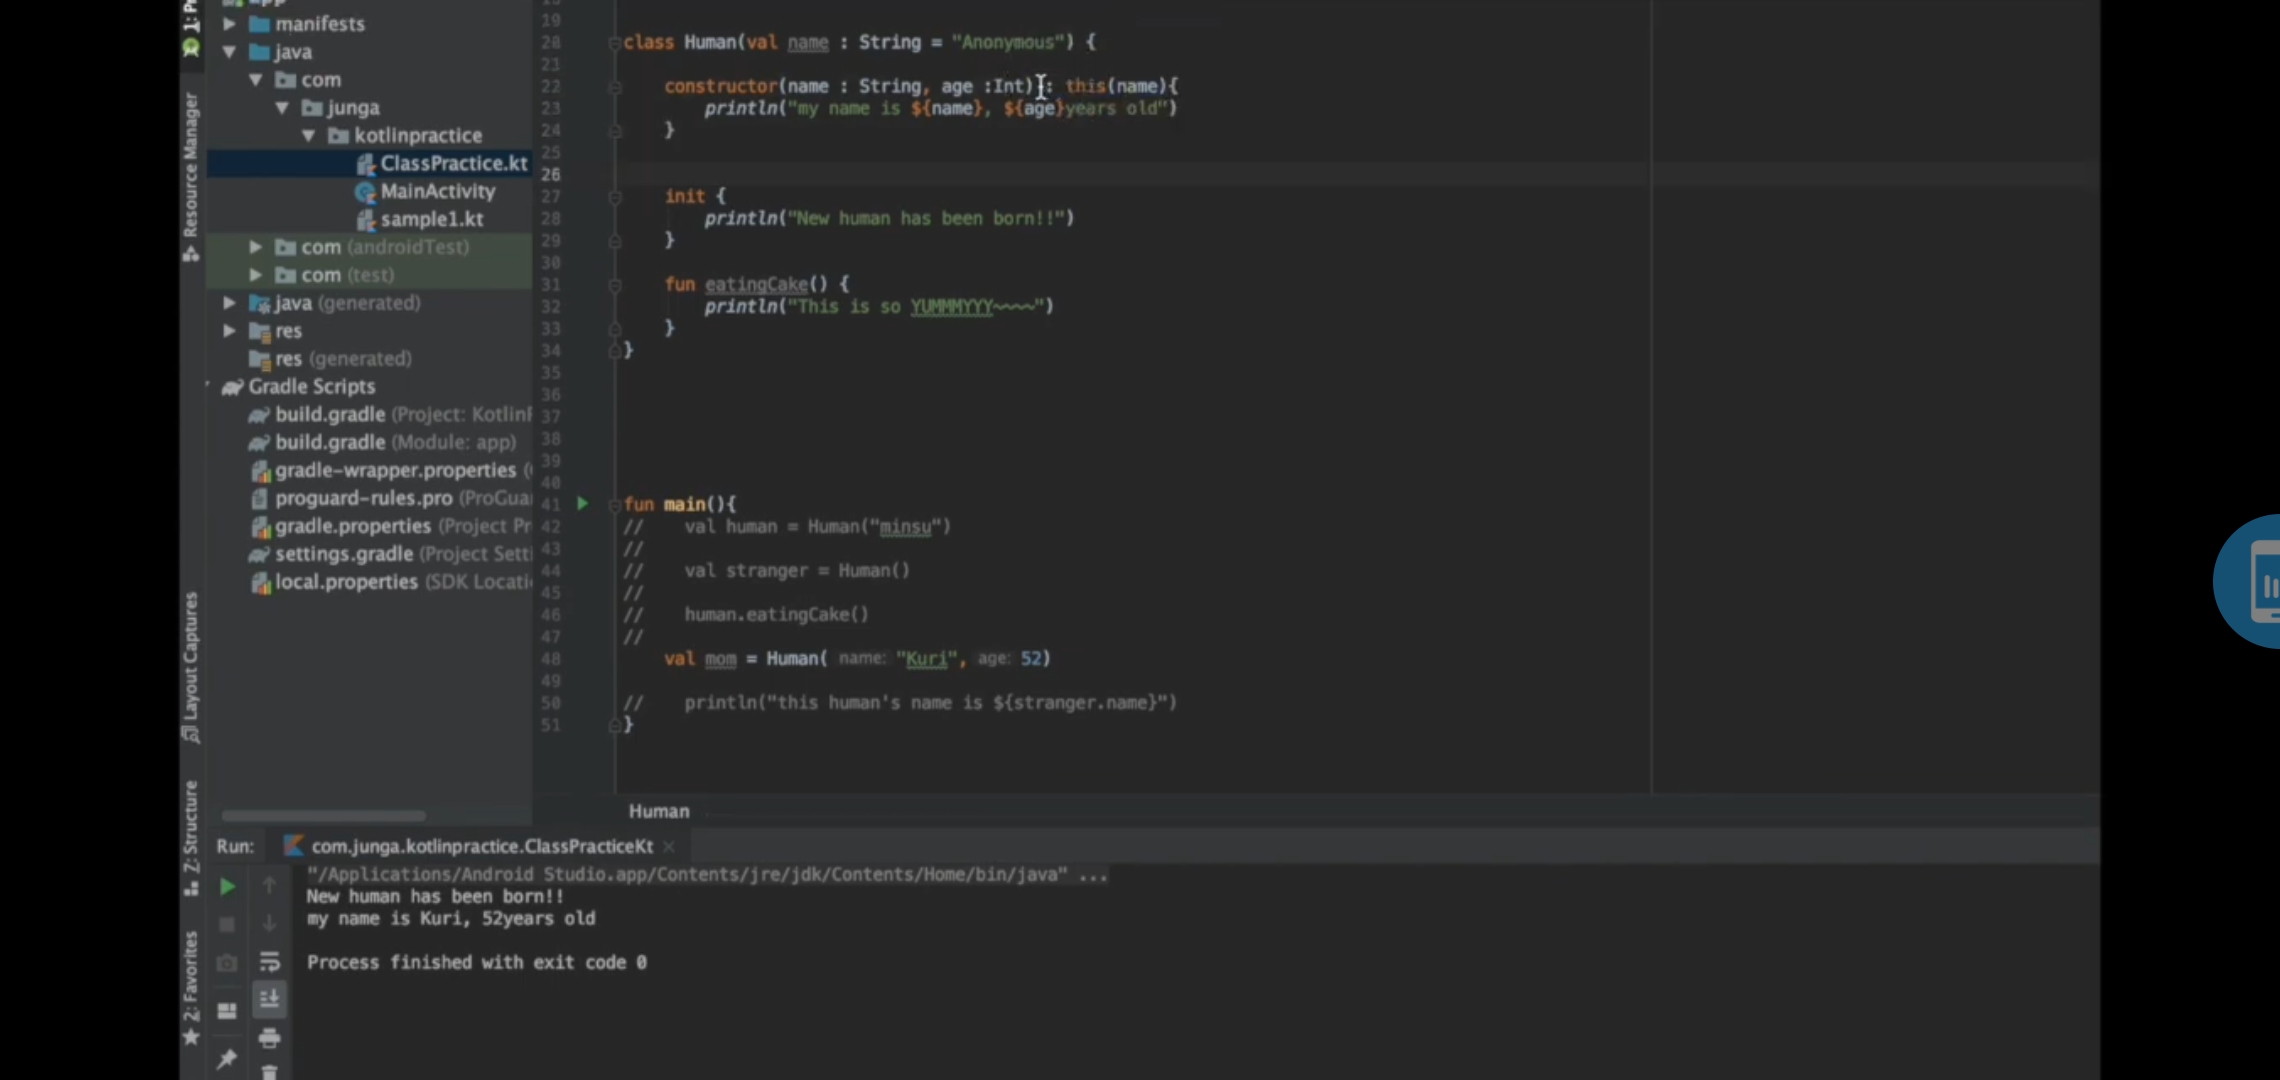 manifests
java
com
junga
kotlinpractice
ClassPractice.kt
MainActivity
sample1.kt
com (androidTest)
com (test)
java (generated)
res
res (generated)
Gradle Scripts
build.gradle (Project:
build.gradle (Module: app)
gradle-wrapper.properties
proguard-rules.pro
gradle.properties (Project
settings.gradle (Project
local.properties (SDK
Resource Manager
Layout Captures
Z: Structure
2: Favorites
19
20 class Human(val name : String = "Anonymous") {
21
22 constructor(name : String, age :Int) : this(name){
23 println("my name is ${name}, ${age}years old")
24 }
25
26
27 init {
28 println("New human has been born!!")
29 }
30
31 fun eatingCake() {
32 println("This is so YUMMMYYY~~~~")
33 }
34 }
35
36
37
38
39
40
41 fun main(){
42 // val human = Human("minsu")
43 //
44 // val stranger = Human()
45 //
46 // human.eatingCake()
47 //
48 val mom = Human( name: "Kuri", age: 52)
49
50 // println("this human's name is ${stranger.name}")
51 }
Human
Run: com.junga.kotlinpractice.ClassPracticeKt
"/Applications/Android Studio.app/Contents/jre/jdk/Contents/Home/bin/java" ...
New human has been born!!
my name is Kuri, 52years old
Process finished with exit code 0